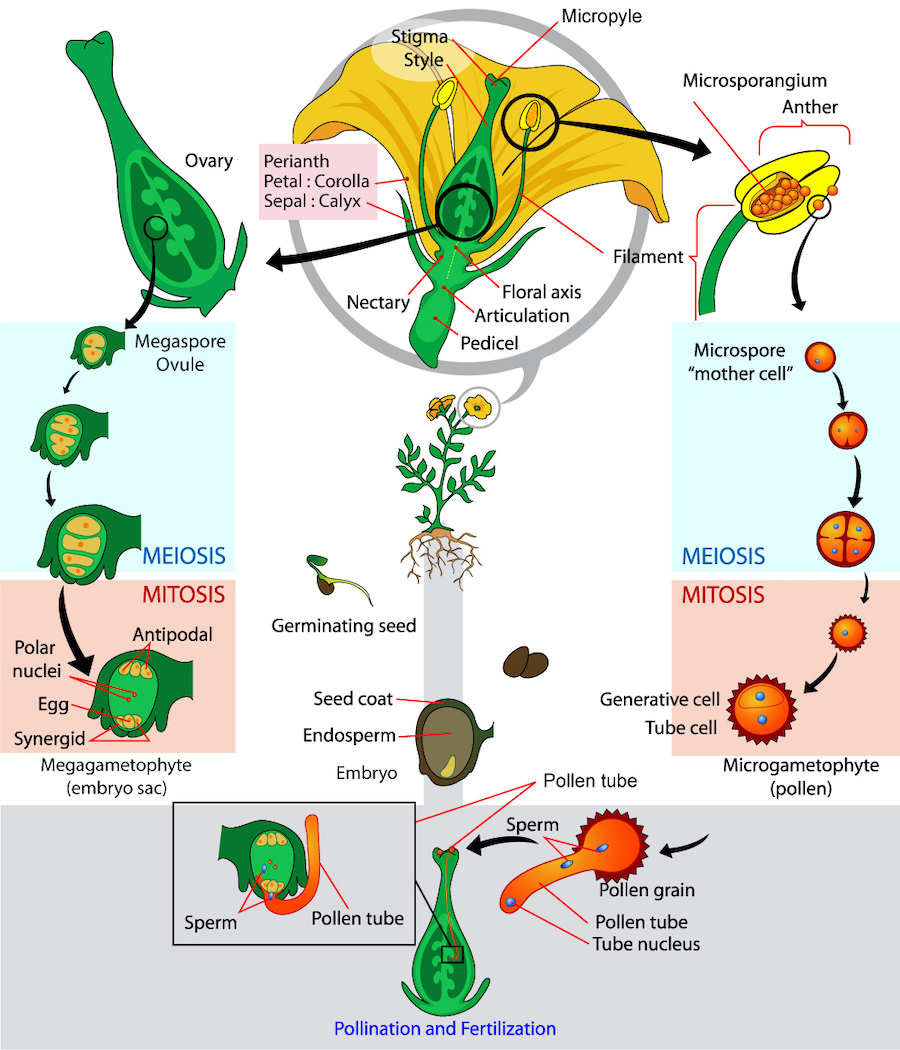 Micropyle
Stigma
Style
Microsporangium
Anther
Ovary
Perianth
Petal : Corolla
Sepal : Calyx
Filament
Nectary
Floral axis
Articulation
Pedicel
Megaspore
Ovule
Microspore
“mother cell”
MEIOSIS
MEIOSIS
MITOSIS
MITOSIS
Germinating seed
Antipodal
Polar
nuclei
Egg
Synergid
Megagametophyte
(embryo sac)
Seed coat
Endosperm
Embryo
Generative cell
Tube cell
Microgametophyte
(pollen)
Pollen tube
Sperm
Pollen grain
Pollen tube
Tube nucleus
Sperm
Pollen tube
Pollination and Fertilization